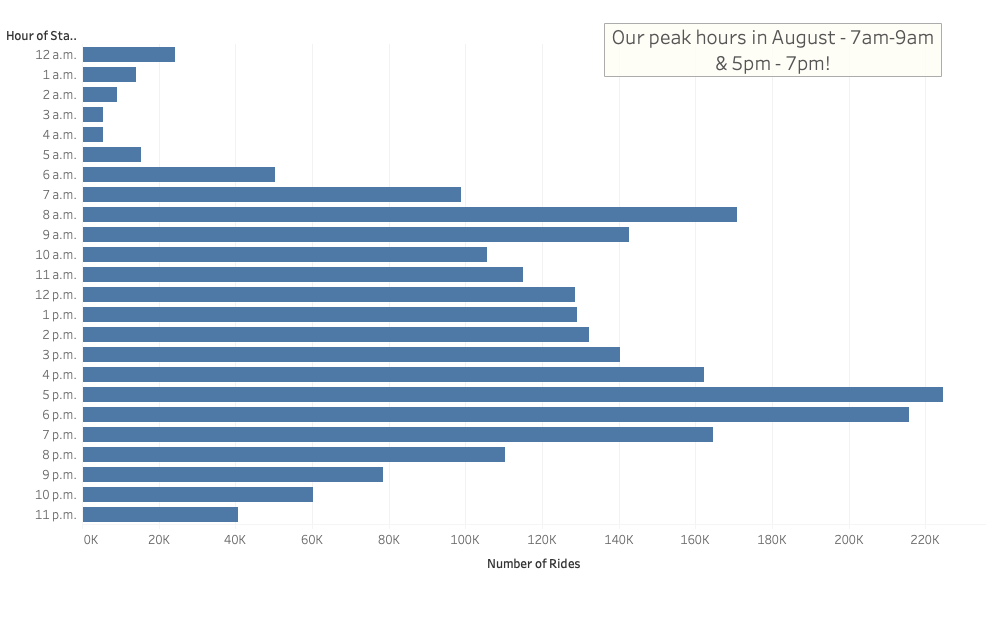 Our peak hours in August - 7am-9am
& 5pm - 7pm!
Hour of Sta..
12 a.m.
1 a.m.
2 a.m.
3 a.m.
4 a.m.
5 a.m.
6 a.m.
7 a.m.
8 a.m.
9 a.m.
10 a.m.
11 a.m.
12 p.m.
1 p.m.
2 p.m.
3 p.m.
4 p.m.
5 p.m.
6 p.m.
7 p.m.
8 p.m.
9 p.m.
10 p.m.
11 p.m.
0K 20K 40K 60K 80K 100K 120K 140K 160K 180K 200K 220K
Number of Rides